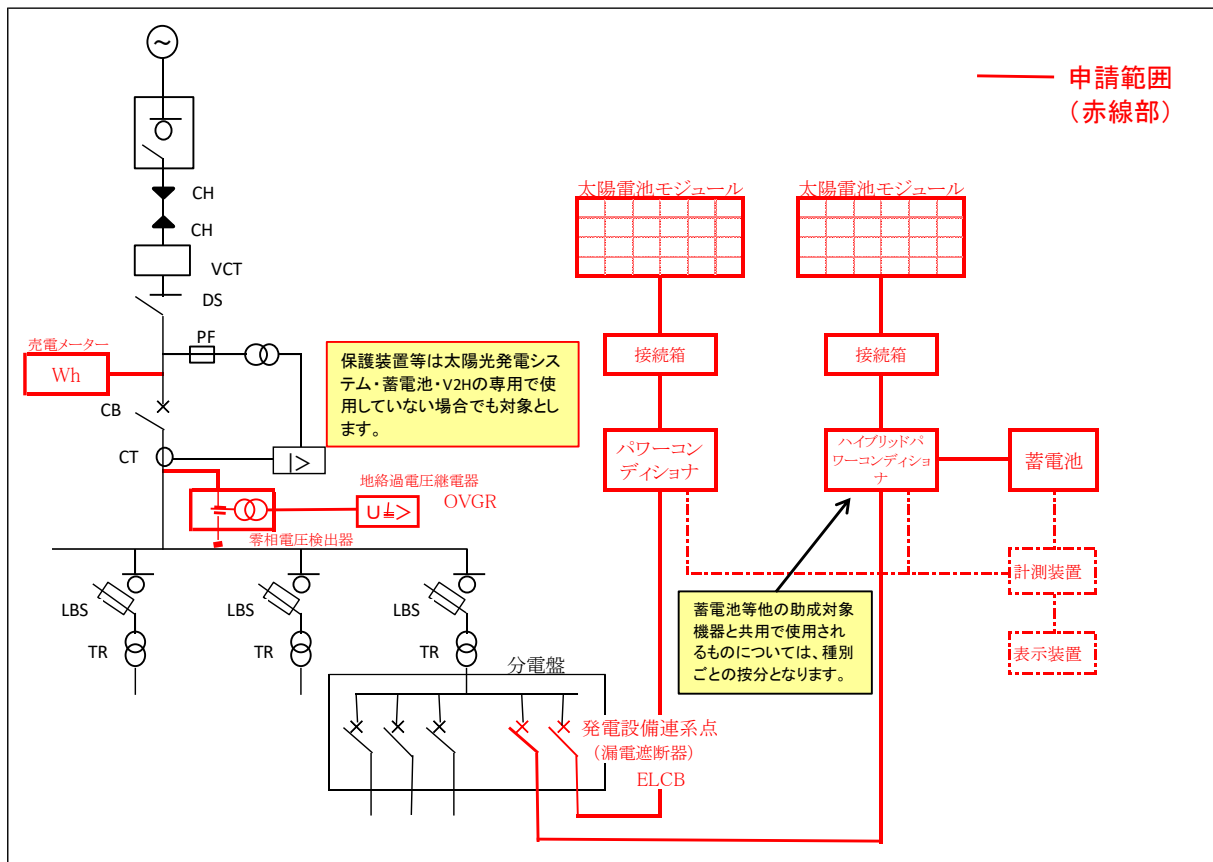 ~
申請範囲
（赤線部）
CH
CH
VCT
DS
PF
売電メーター
Wh
CB
CT
I>
保護装置等は太陽光発電シス
テム・蓄電池・V2Hの専用で使
用していない場合でも対象とし
ます。
地絡過電圧継電器
OVGR
U⏚>
零相電圧検出器
太陽電池モジュール
太陽電池モジュール
接続箱
接続箱
パワーコン
ディショナ
ハイブリッドパ
ワーコンディショ
ナ
蓄電池
計測装置
表示装置
蓄電池等他の助成対象
機器と共用で使用され
るものについては、種別
ごとの按分となります。
LBS
LBS
LBS
TR
TR
TR
分電盤
発電設備連系点
（漏電遮断器）
ELCB